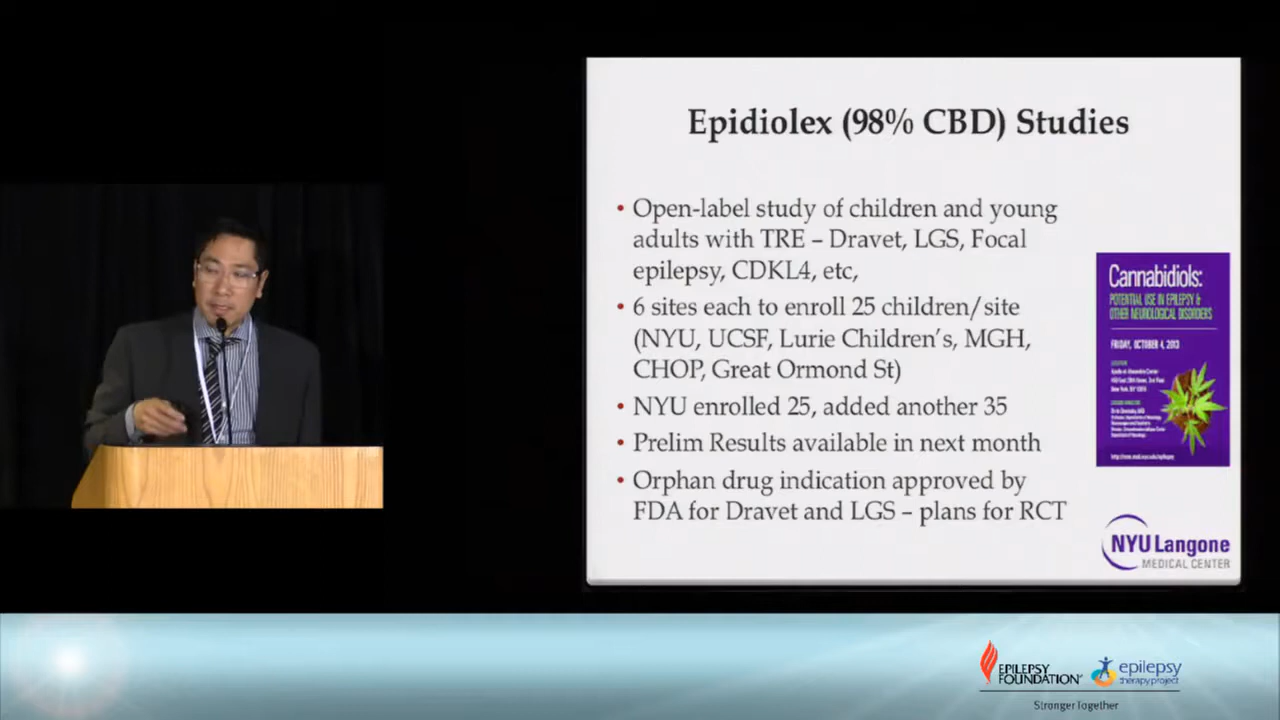 Epidiolex (98% CBD) Studies
• Open-label study of children and young
adults with TRE – Dravet, LGS, Focal
epilepsy, CDKL4, etc,
• 6 sites each to enroll 25 children/site
(NYU, UCSF, Lurie Children's, MGH,
CHOP, Great Ormond St)
• NYU enrolled 25, added another 35
• Prelim Results available in next month
• Orphan drug indication approved by
FDA for Dravet and LGS – plans for RCT
Cannabidiols:
POTENTIAL USE IN EPILEPSY &
OTHER NEUROLOGICAL DISORDERS
FRIDAY, OCTOBER 4, 2013
NYU Langone
MEDICAL CENTER
EPILEPSY
FOUNDATION
epilepsy
therapy project
Stronger Together